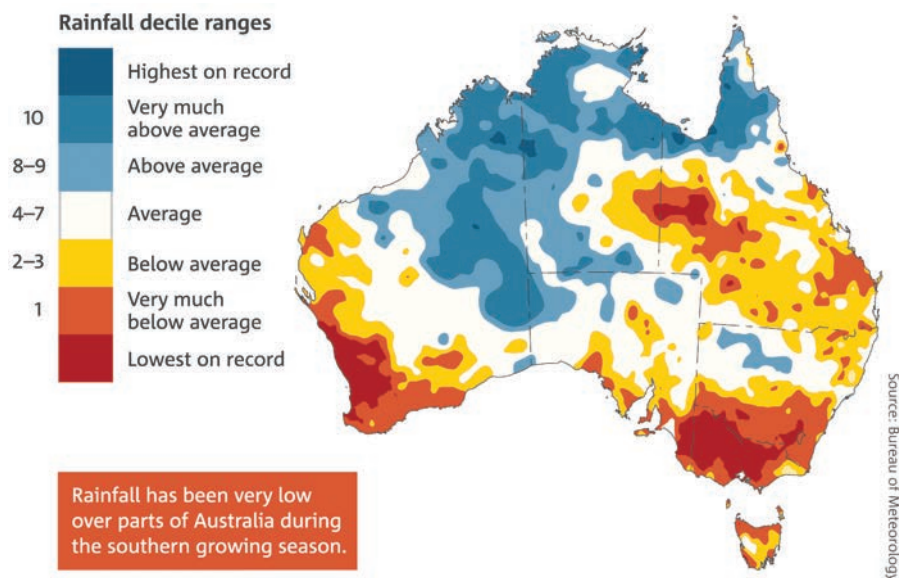 Rainfall decile ranges
Highest on record
10
Very much
above average
8–9
Above average
4–7
Average
2–3
Below average
1
Very much
below average
Lowest on record
Rainfall has been very low
over parts of Australia during
the southern growing season.
Source: Bureau of Meteorology